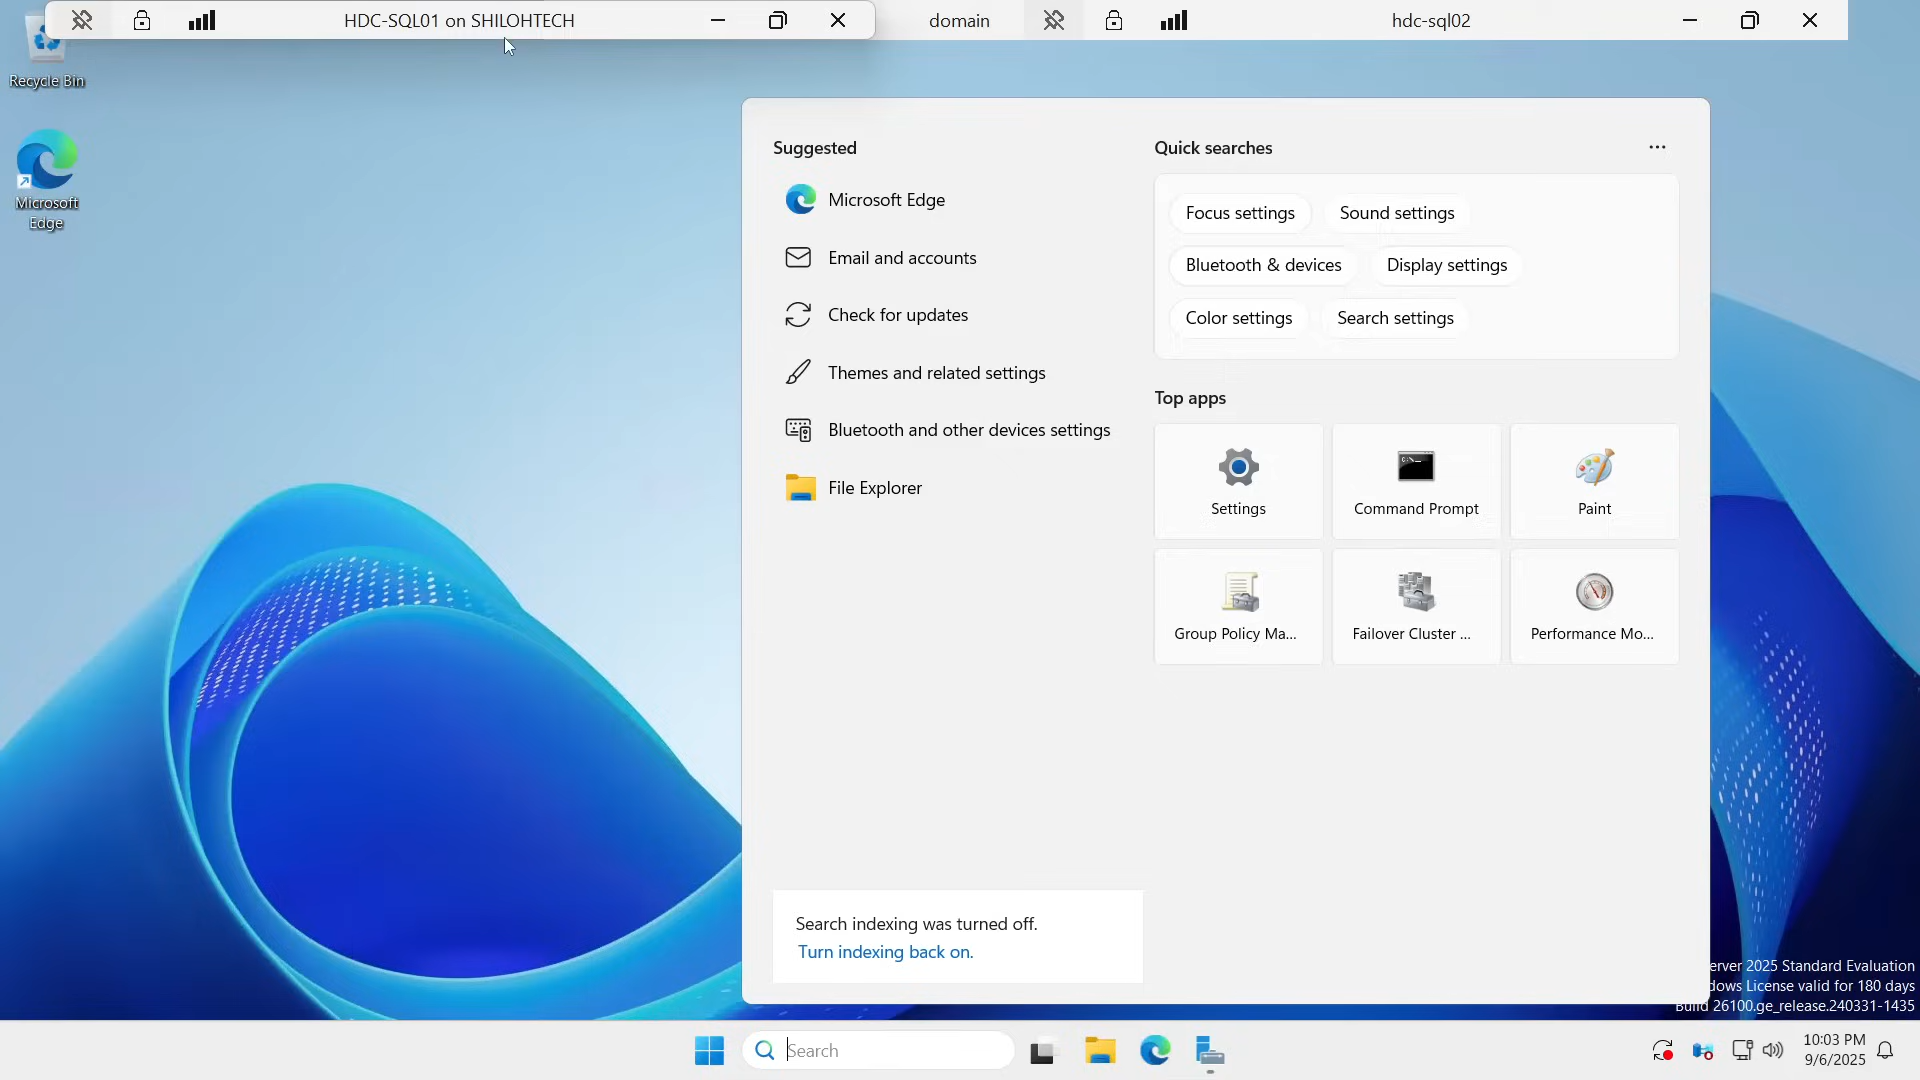 HDC-SQL01 on SHILOHTECH
domain
hdc-sql02
Recycle Bin
Microsoft
Edge
Suggested
Microsoft Edge
Email and accounts
Check for updates
Themes and related settings
Bluetooth and other devices settings
File Explorer
Quick searches
Focus settings
Sound settings
Bluetooth & devices
Display settings
Color settings
Search settings
Top apps
Settings
Command Prompt
Paint
Group Policy Ma...
Failover Cluster ...
Performance Mo...
Search indexing was turned off.
Turn indexing back on.
erver 2025 Standard Evaluation
dows License valid for 180 days
Build 26100.ge_release.240331-1435
Search
10:03 PM
9/6/2025